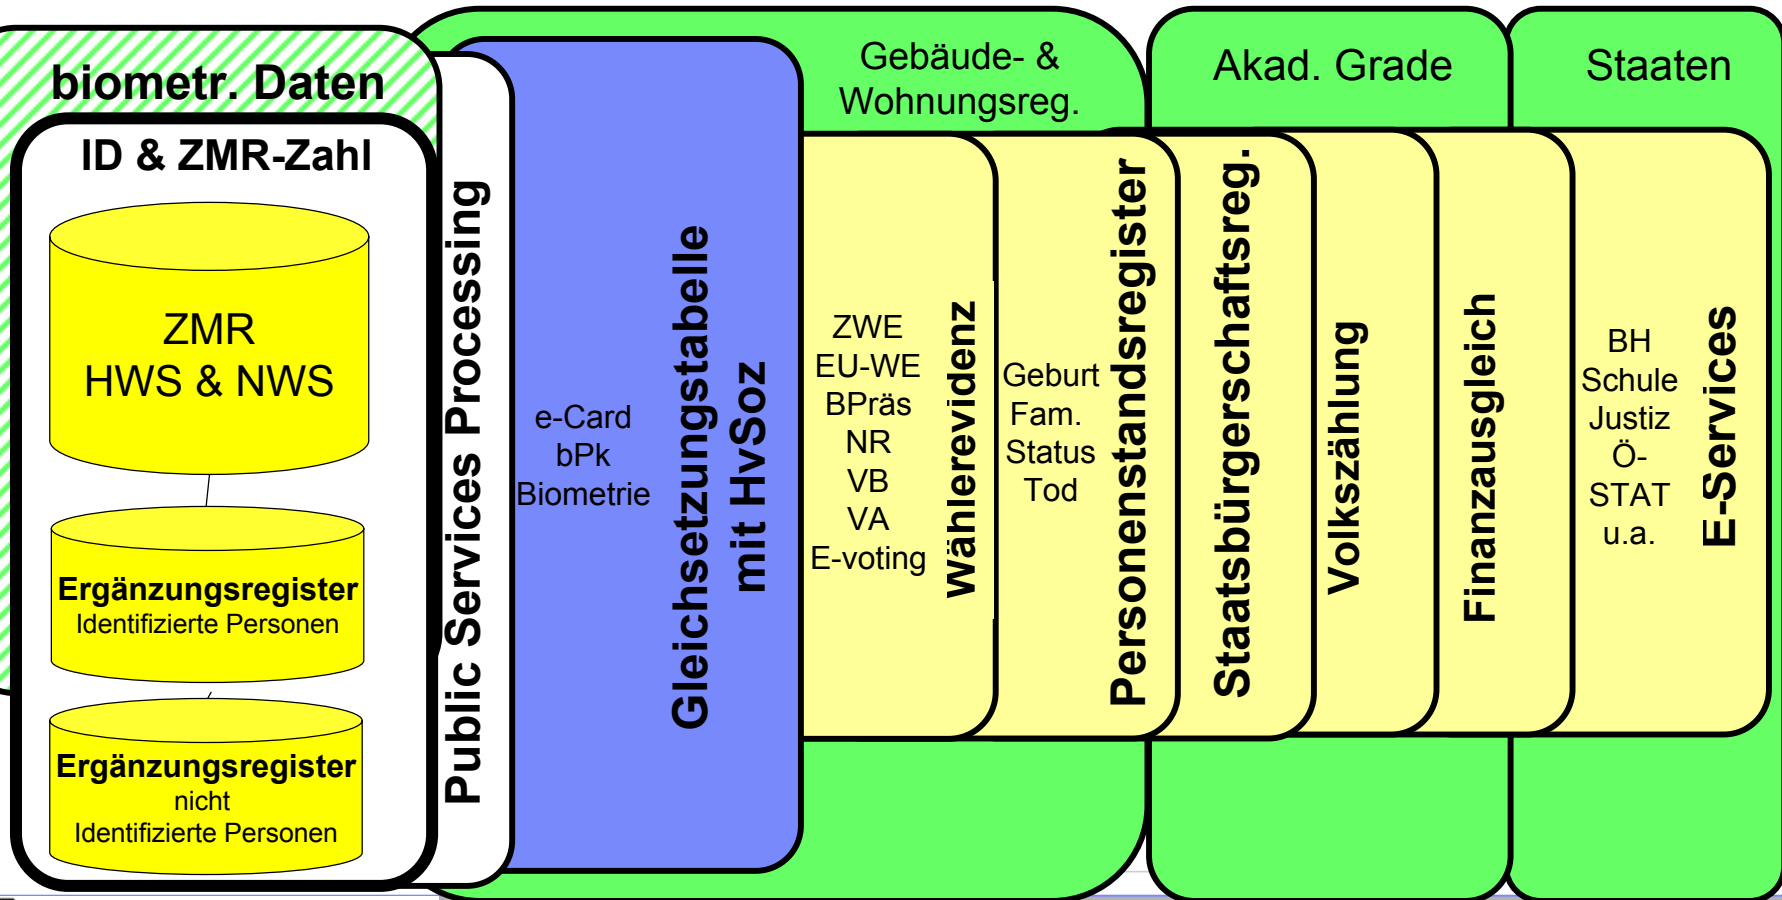 biometr. Daten
ID & ZMR-Zahl
ZMR
HWS & NWS
Ergänzungsregister
Identifizierte Personen
Ergänzungsregister
nicht
Identifizierte Personen
Public Services Processing
e-Card
bPk
Biometrie
Gleichsetzungstabelle
mit HvSoz
Gebäude- &
Wohnungsreg.
ZWE
EU-WE
BPräs
NR
VB
VA
E-voting
Wählerevidenz
Geburt
Fam.
Status
Tod
Personenstandsregister
Akad. Grade
Staatsbürgerschaftsreg.
Volkszählung
Finanzausgleich
Staaten
BH
Schule
Justiz
Ö-
STAT
u.a.
E-Services